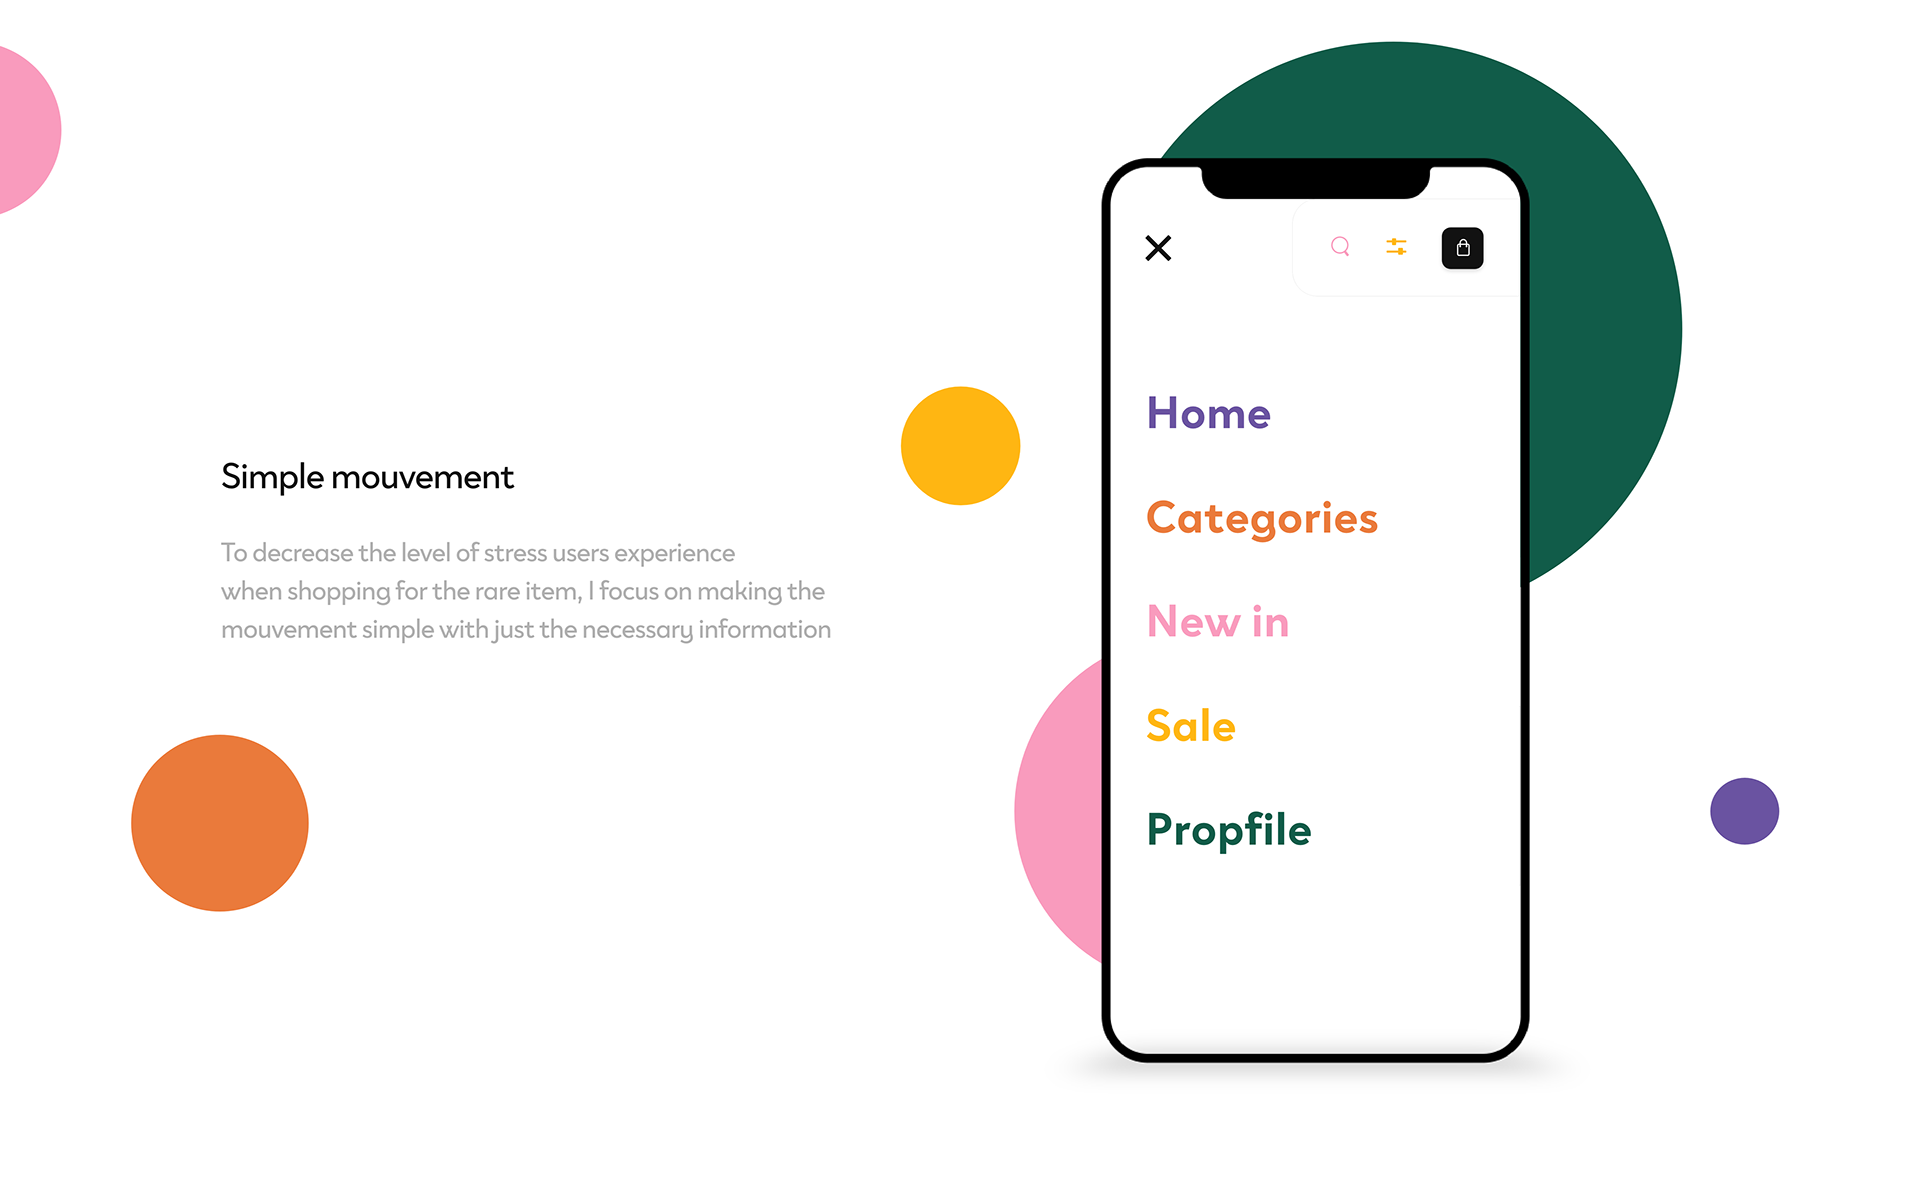 Simple mouvement
To decrease the level of stress users experience
when shopping for the rare item, I focus on making the
mouvement simple with just the necessary information
Home
Categories
New in
Sale
Propfile